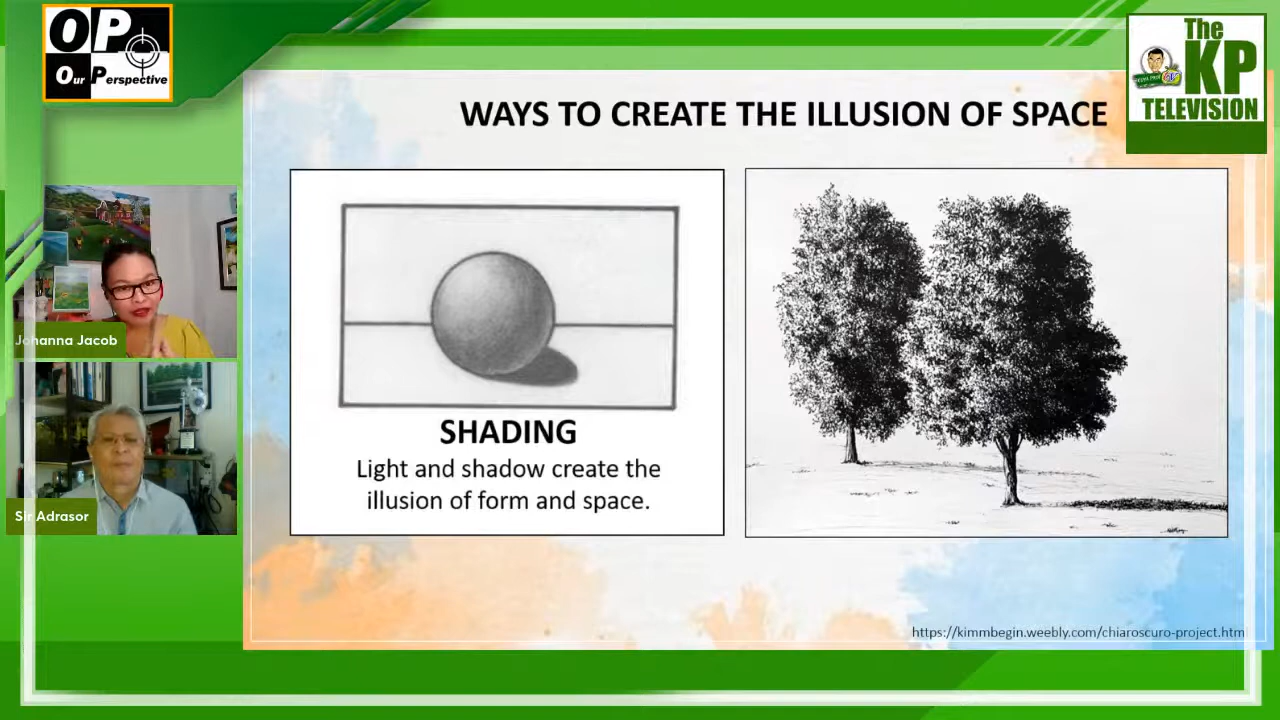 OP
Our Perspective
The
KP
TELEVISION
WAYS TO CREATE THE ILLUSION OF SPACE
Johanna Jacob
Sir Adrasor
SHADING
Light and shadow create the
illusion of form and space.
https://kimmbegin.weebly.com/chiaroscuro-project.html